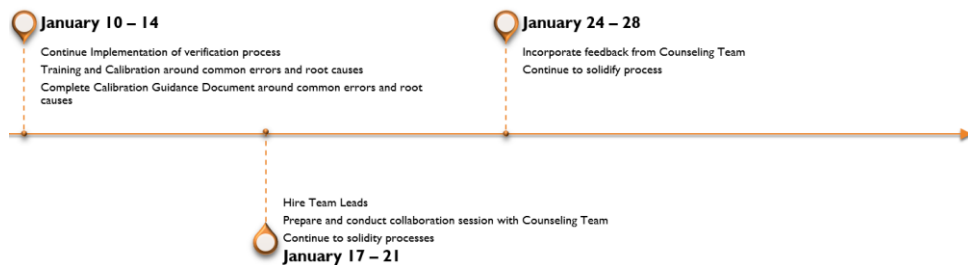 January 10 – 14
Continue Implementation of verification process
Training and Calibration around common errors and root causes
Complete Calibration Guidance Document around common errors and root
causes
January 24 – 28
Incorporate feedback from Counseling Team
Continue to solidify process
Hire Team Leads
Prepare and conduct collaboration session with Counseling Team
Continue to solidity processes
January 17 – 21